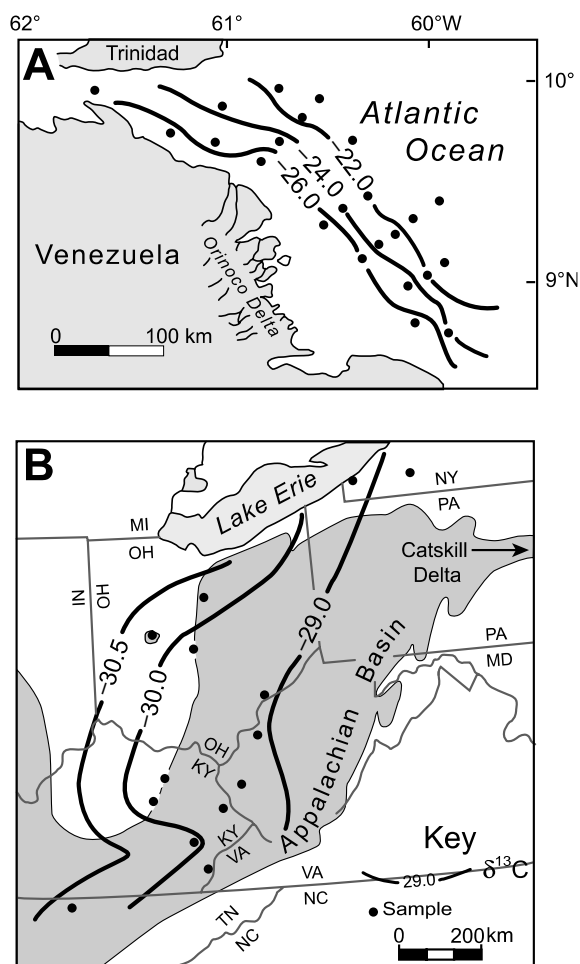 62°
61°
60°W
A
Trinidad
10°
Atlantic
Ocean
−22.0
−24.0
−26.0
Venezuela
Orinoco Delta
9°N
0
100 km
B
Lake Erie
NY
PA
MI
OH
Catskill
Delta
IN
OH
−29.0
−30.5
−30.0
PA
MD
Appalachian Basin
OH
KY
KY
VA
Key
29.0
δ¹³C
VA
NC
Sample
TN
NC
0
200km